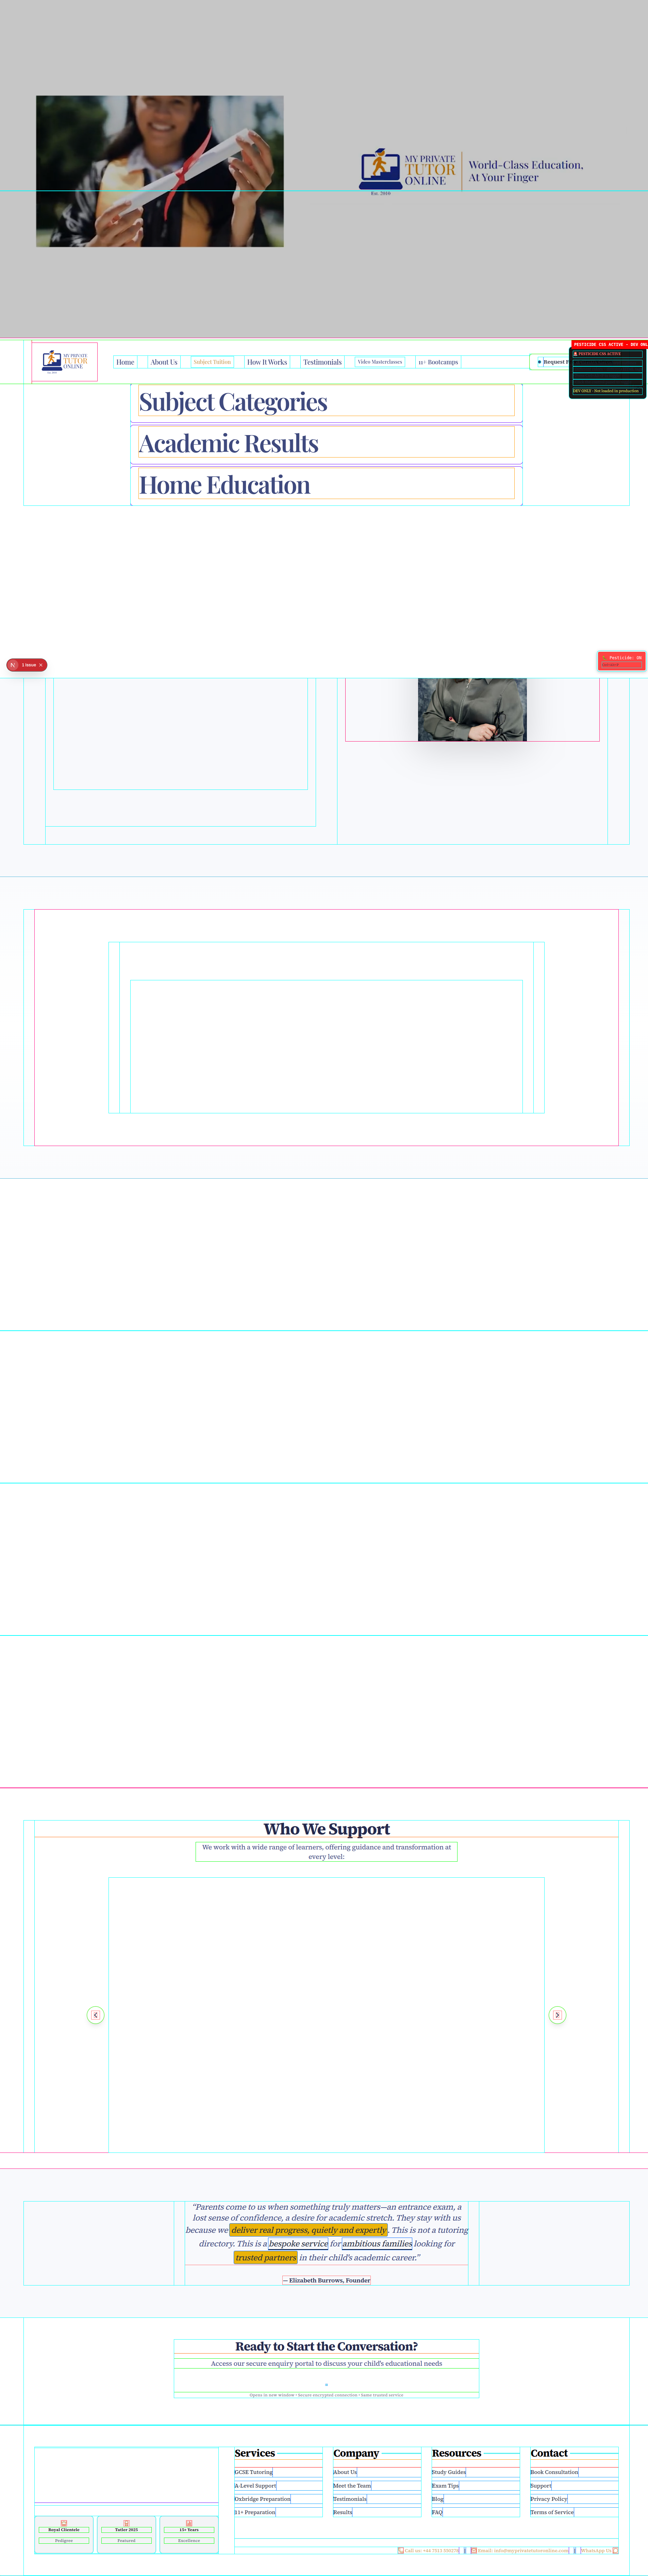 MY PRIVATE
TUTOR
ONLINE
Est. 2010
World-Class Education,
At Your Finger
PESTICIDE CSS ACTIVE - DEV ONL
MY PRIVATE
TUTOR
ONLINE
Home
About Us
Subject Tuition
How It Works
Testimonials
Video Masterclasses
11+ Bootcamps
Request F
PESTICIDE CSS ACTIVE
DEV ONLY - Not loaded in production
Subject Categories
Academic Results
Home Education
N
1 Issue
Pesticide: ON
Who We Support
We work with a wide range of learners, offering guidance and transformation at
every level:
“Parents come to us when something truly matters—an entrance exam, a
lost sense of confidence, a desire for academic stretch. They stay with us
because we deliver real progress, quietly and expertly. This is not a tutoring
directory. This is a bespoke service for ambitious families looking for
trusted partners in their child's academic career.”
— Elizabeth Burrows, Founder
Ready to Start the Conversation?
Access our secure enquiry portal to discuss your child's educational needs
Opens in new window • Secure encrypted connection • Same trusted service
Services
Company
Resources
Contact
GCSE Tutoring
About Us
Study Guides
Book Consultation
A-Level Support
Meet the Team
Exam Tips
Support
Oxbridge Preparation
Testimonials
Blog
Privacy Policy
11+ Preparation
Results
FAQ
Terms of Service
Royal Clientele
Pedigree
Tatler 2025
Featured
15+ Years
Excellence
Email: info@myprivatetutoronline.com
WhatsApp Us